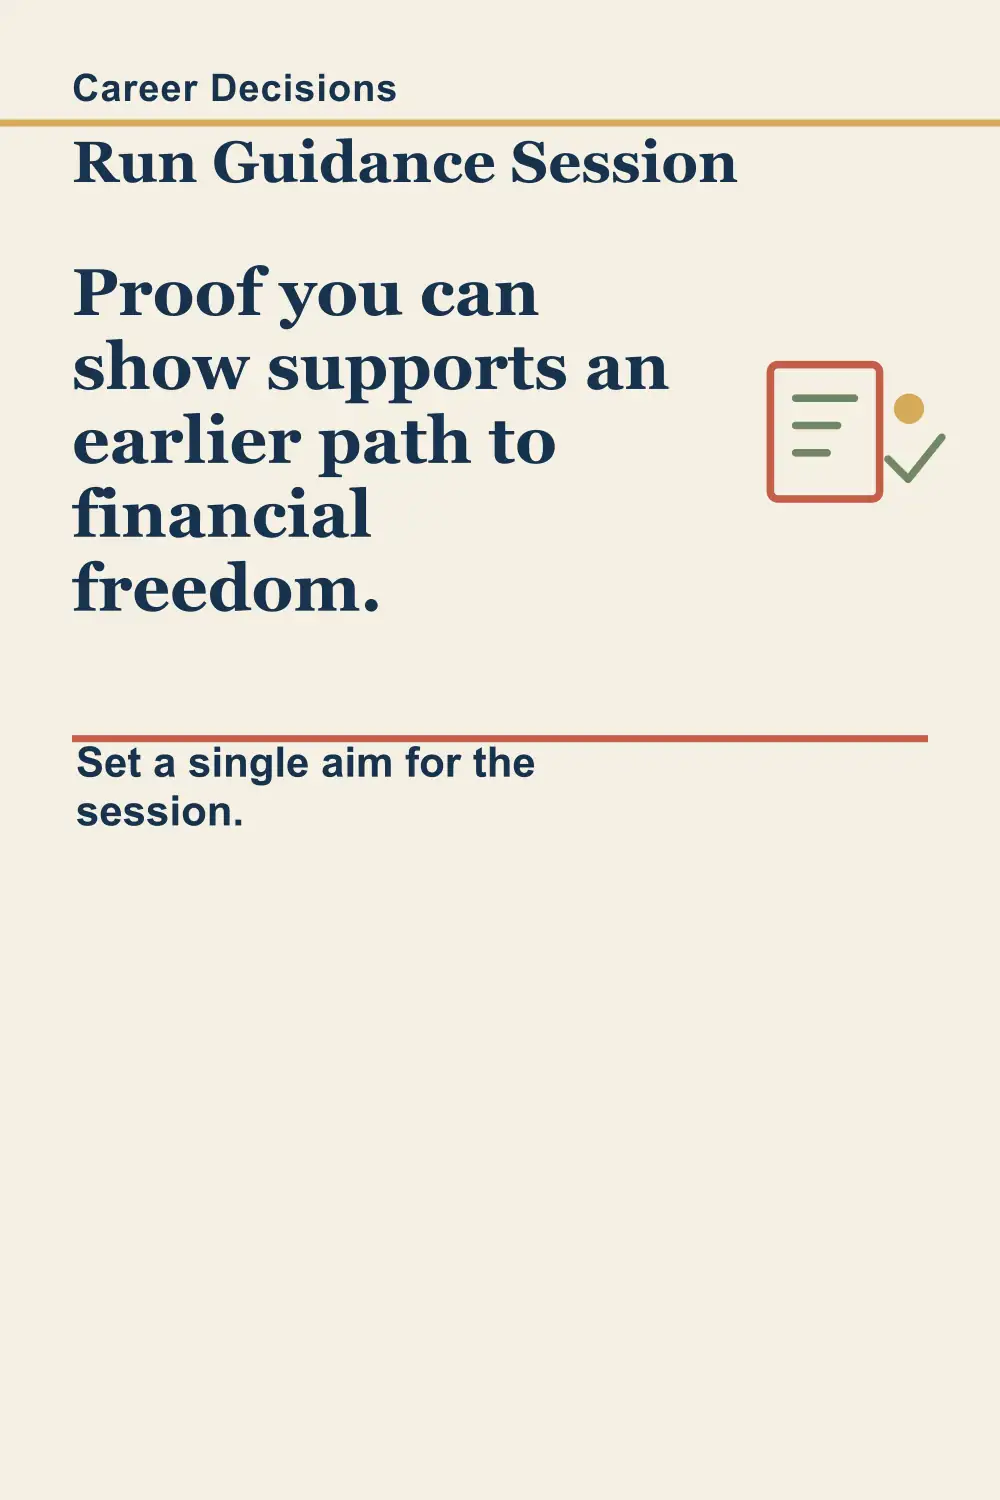 Career Decisions
Run Guidance Session
Proof you can
show supports an
earlier path to
financial
freedom.
Set a single aim for the
session.